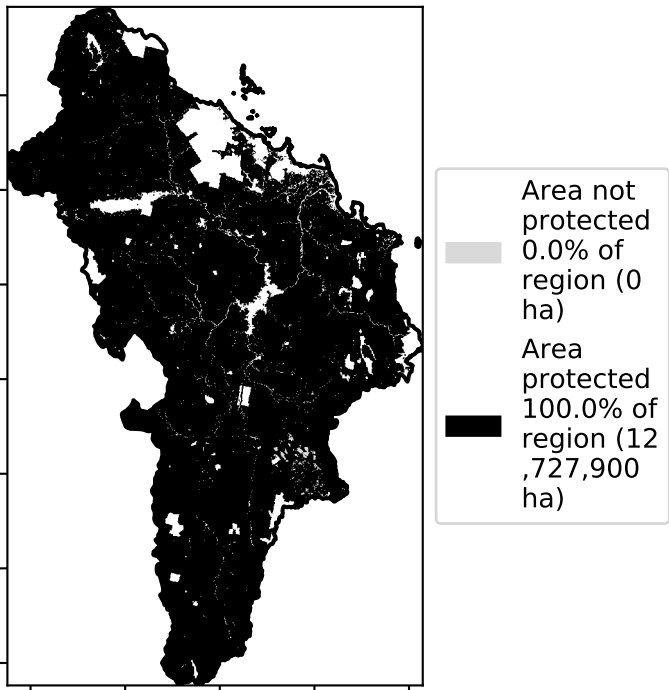 Area not
protected
0.0% of
region (0
ha)
Area
protected
100.0% of
region (12
,727,900
ha)